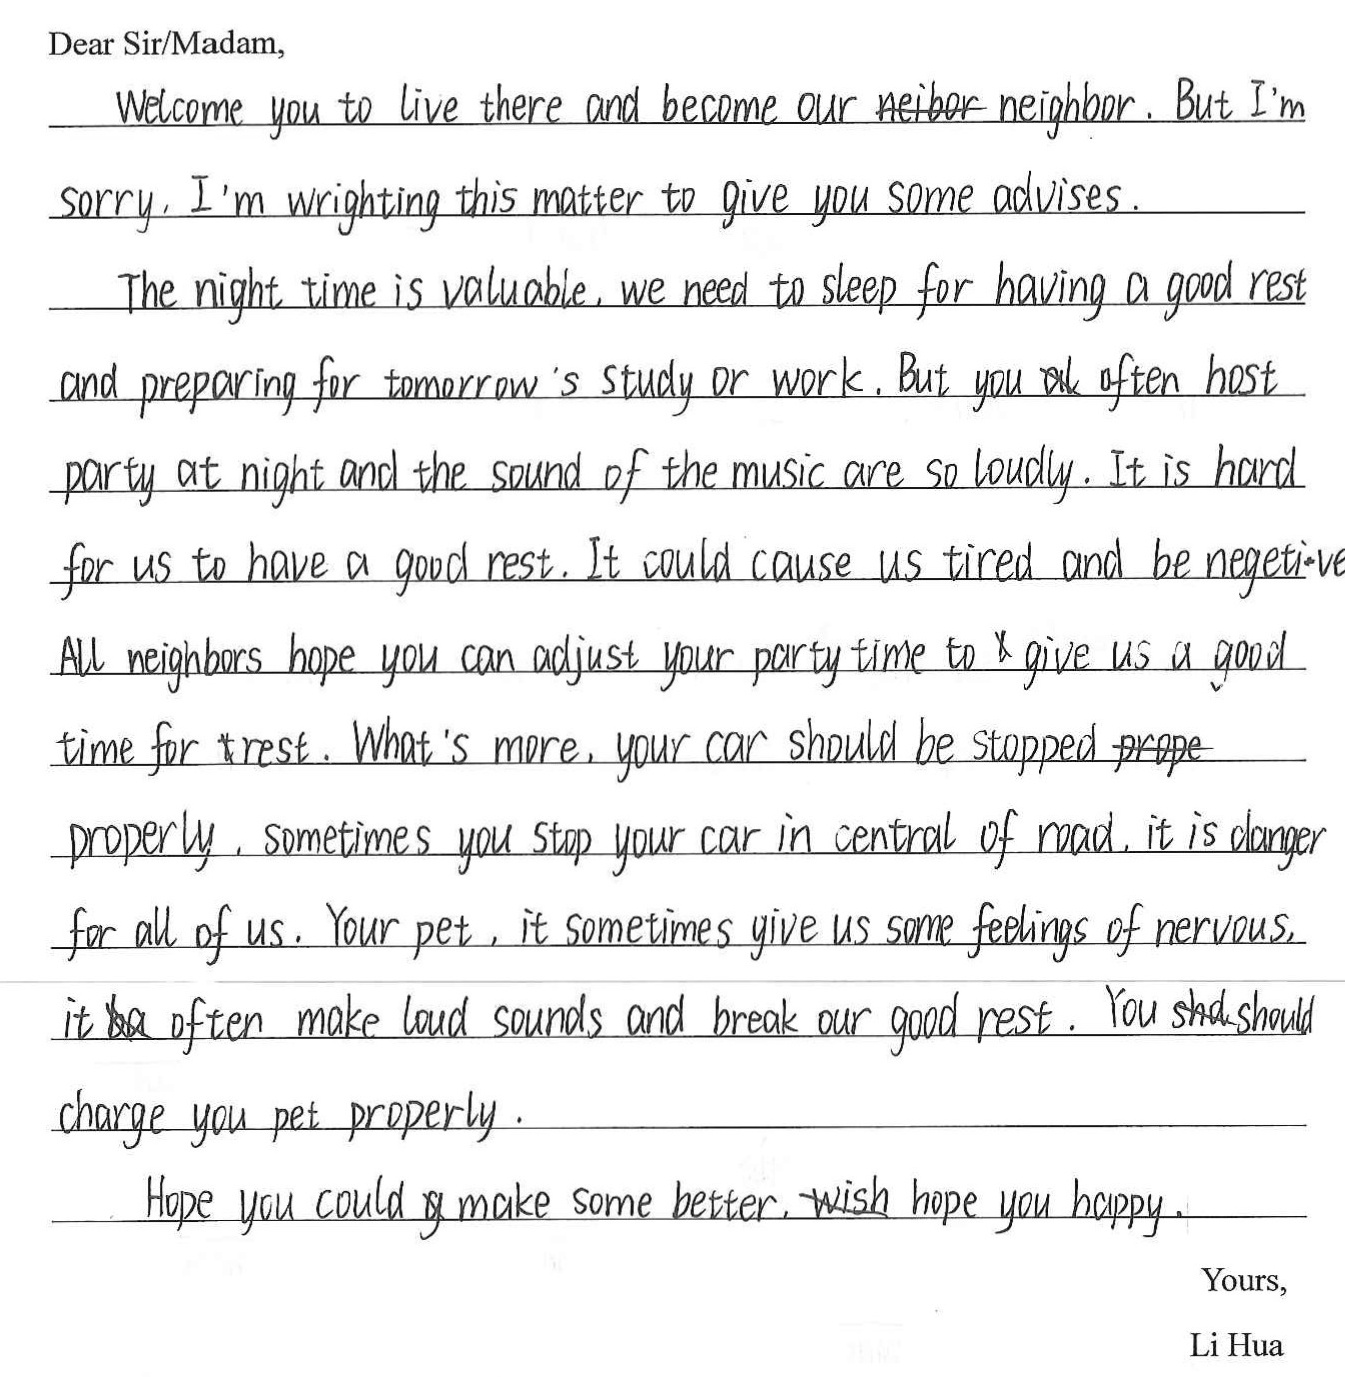 Dear Sir/Madam,
Welcome you to live there and become our neibor neighbor. But I'm
sorry, I'm wrighting this matter to give you some advises.
The night time is valuable, we need to sleep for having a good rest
and preparing for tomorrow's study or work. But you often host
party at night and the sound of the music are so loudly. It is hard
for us to have a good rest. It could cause us tired and be negetive
All neighbors hope you can adjust your party time to give us a good
time for rest. What's more, your car should be stopped prope
properly, sometimes you stop your car in central of road, it is danger
for all of us. Your pet, it sometimes give us some feelings of nervous,
it often make loud sounds and break our good rest. You should
charge you pet properly.
Hope you could make some better, wish hope you happy.
Yours,
Li Hua